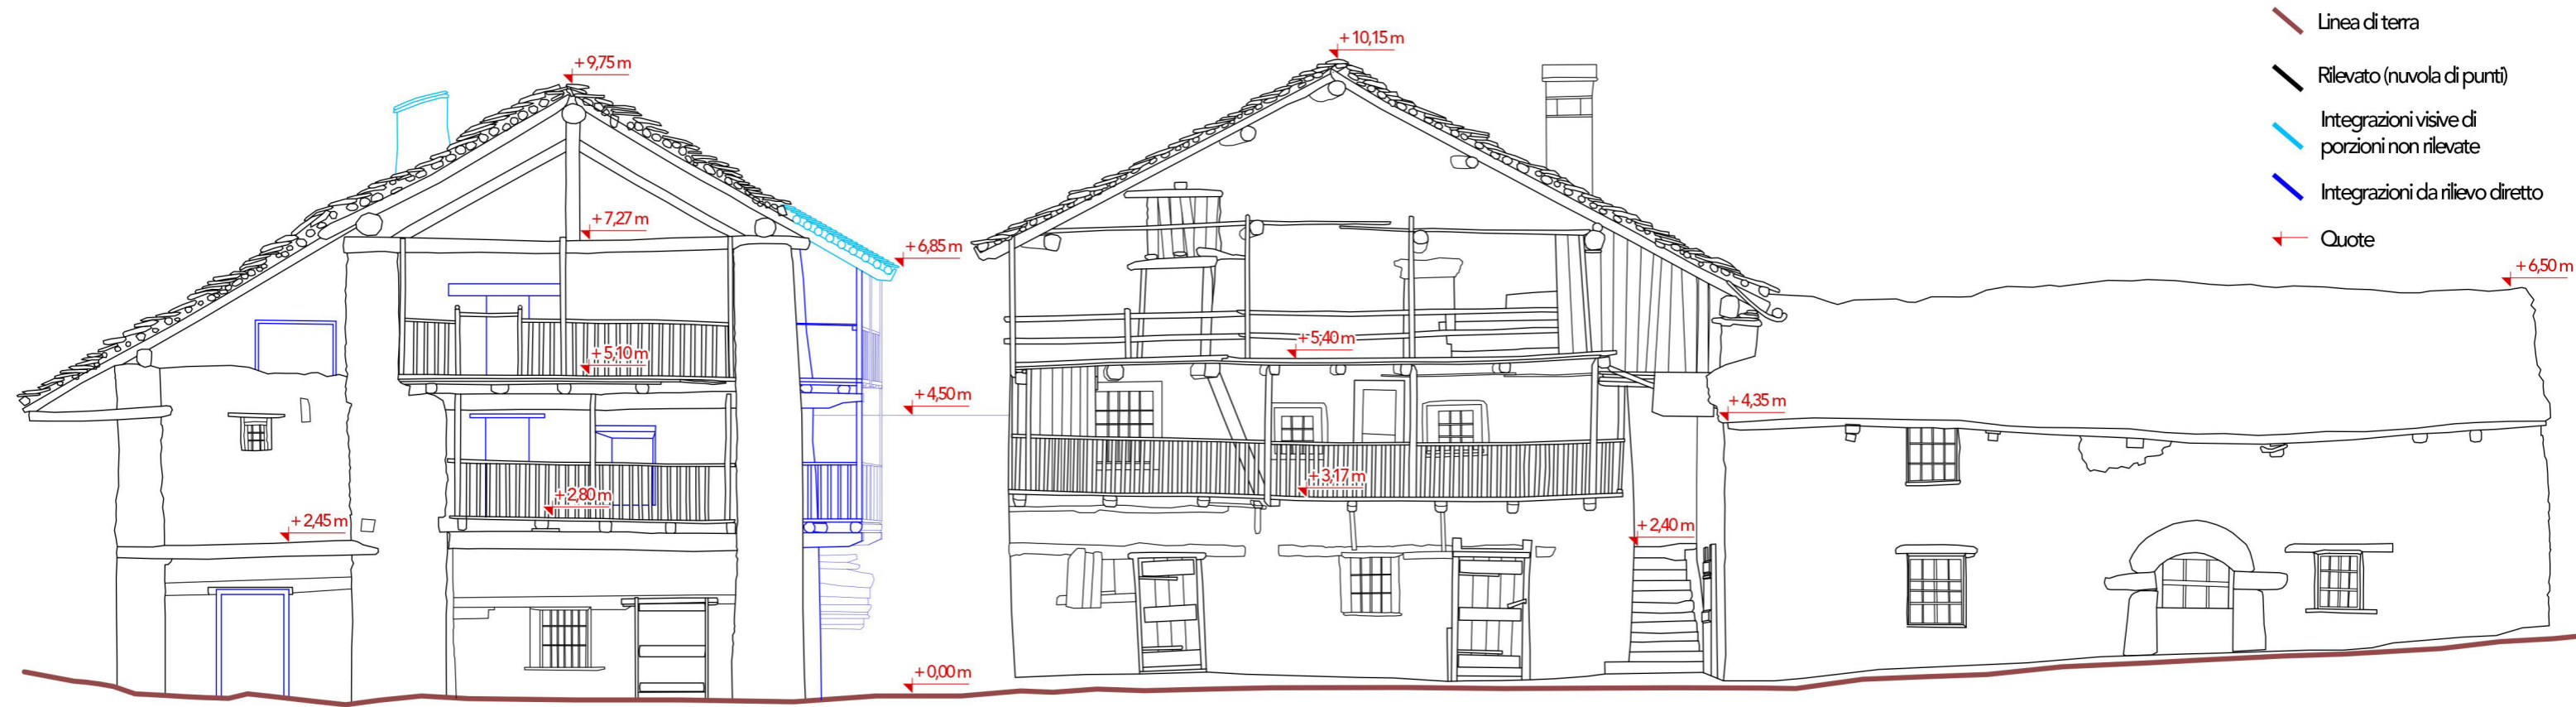 Linea di terra
Rilevato (nuvola di punti)
Integrazioni visive di
porzioni non rilevate
Integrazioni da rilievo diretto
Quote
+9,75 m
+7,27 m
+6,85 m
+5,10 m
+4,50 m
+2,80 m
+2,45 m
+0,00 m
+10,15 m
+5,40 m
+3,17 m
+2,40 m
+4,35 m
+6,50 m